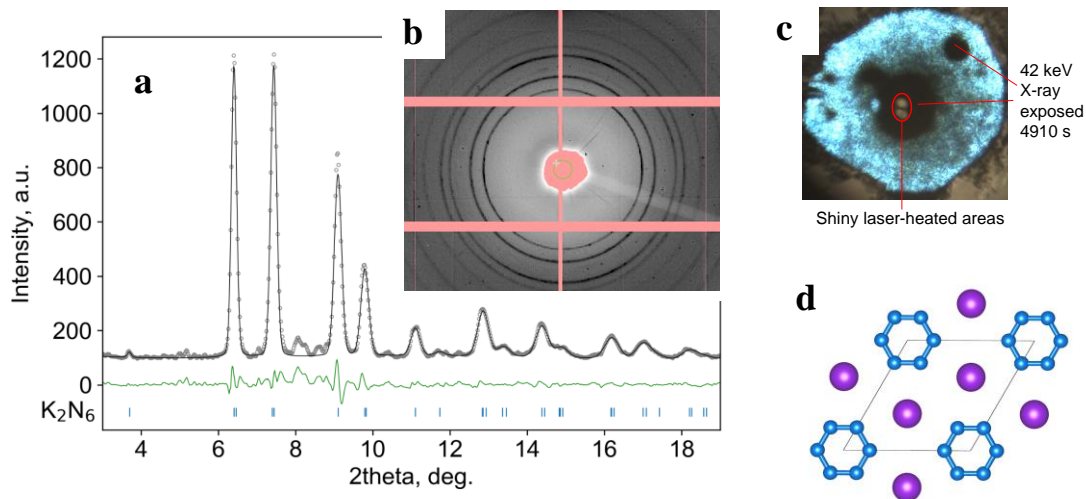 a
1200
1000
800
600
400
200
0
Intensity, a.u.
K2N6
4
6
8
10
12
14
16
18
2theta, deg.
b
c
42 keV
X-ray
exposed
4910 s
Shiny laser-heated areas
d